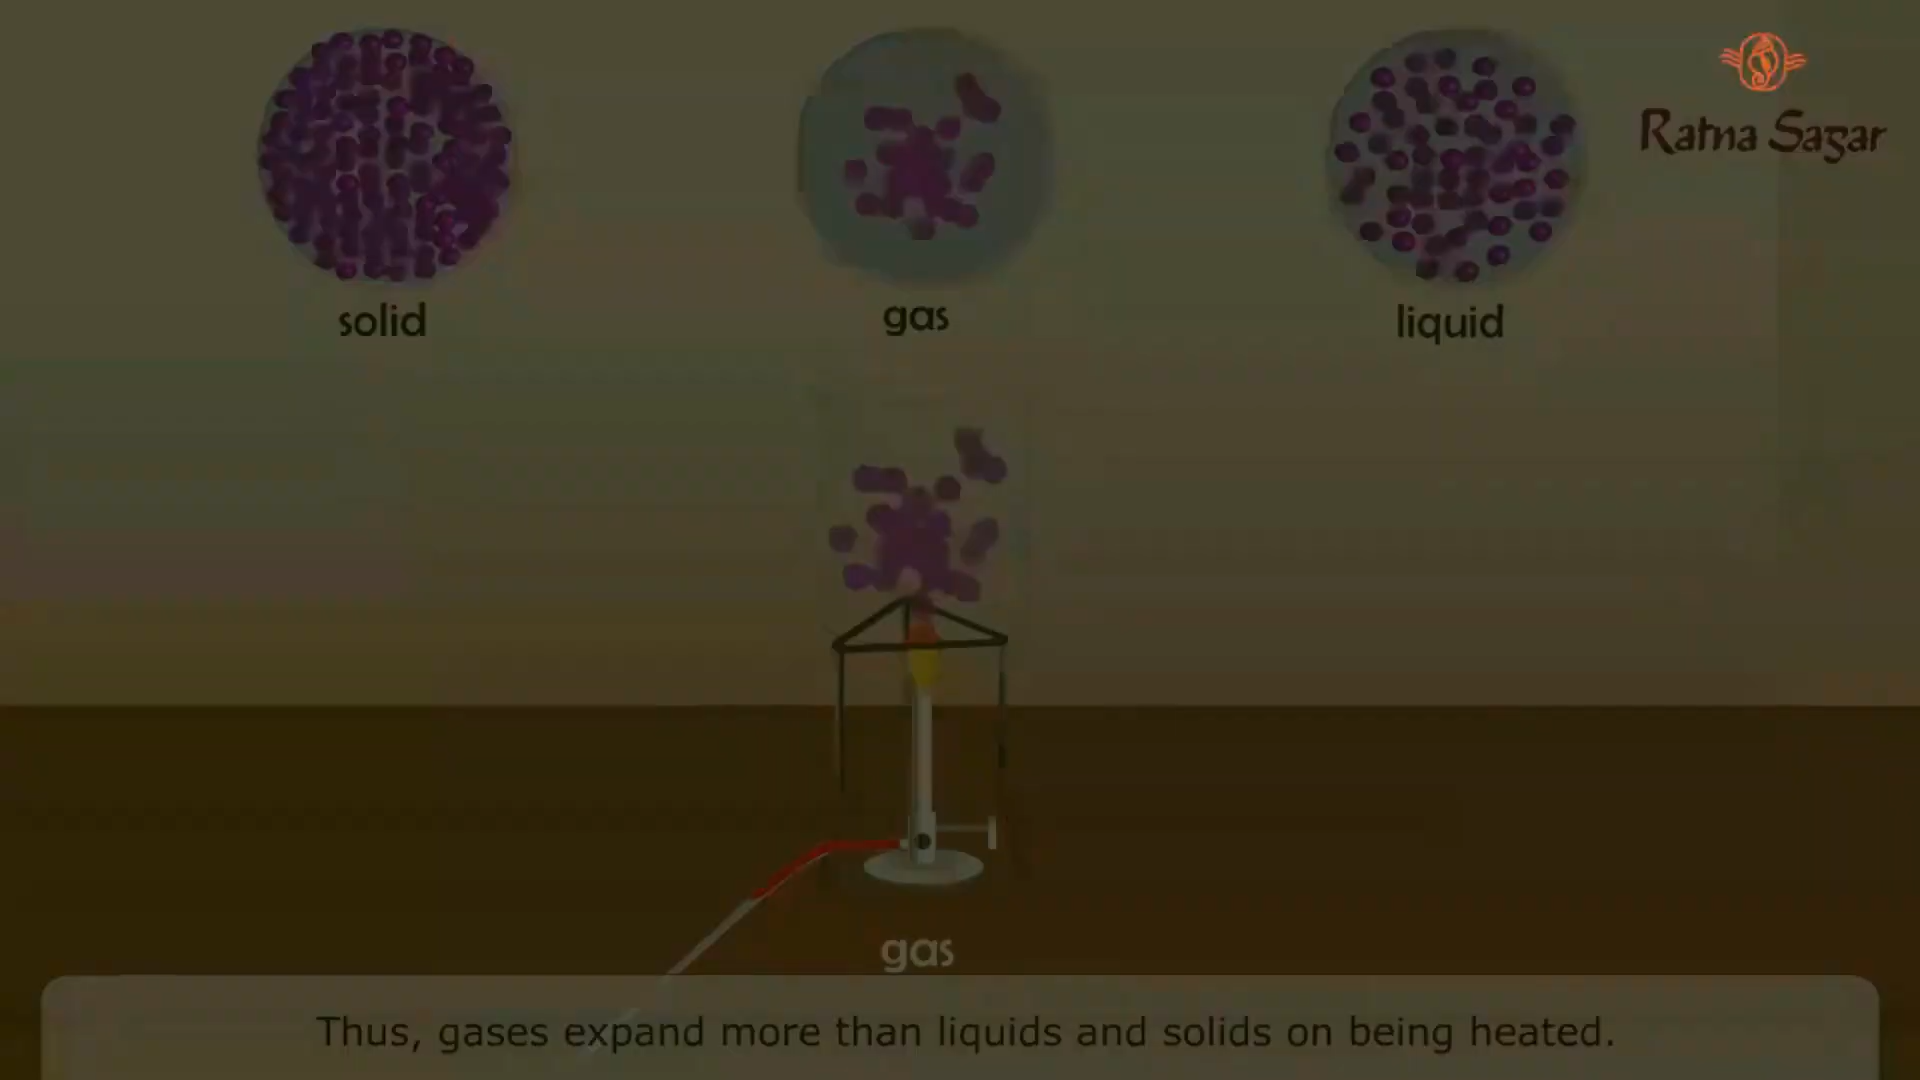 Ratna Sagar
solid
gas
liquid
gas
Thus, gases expand more than liquids and solids on being heated.